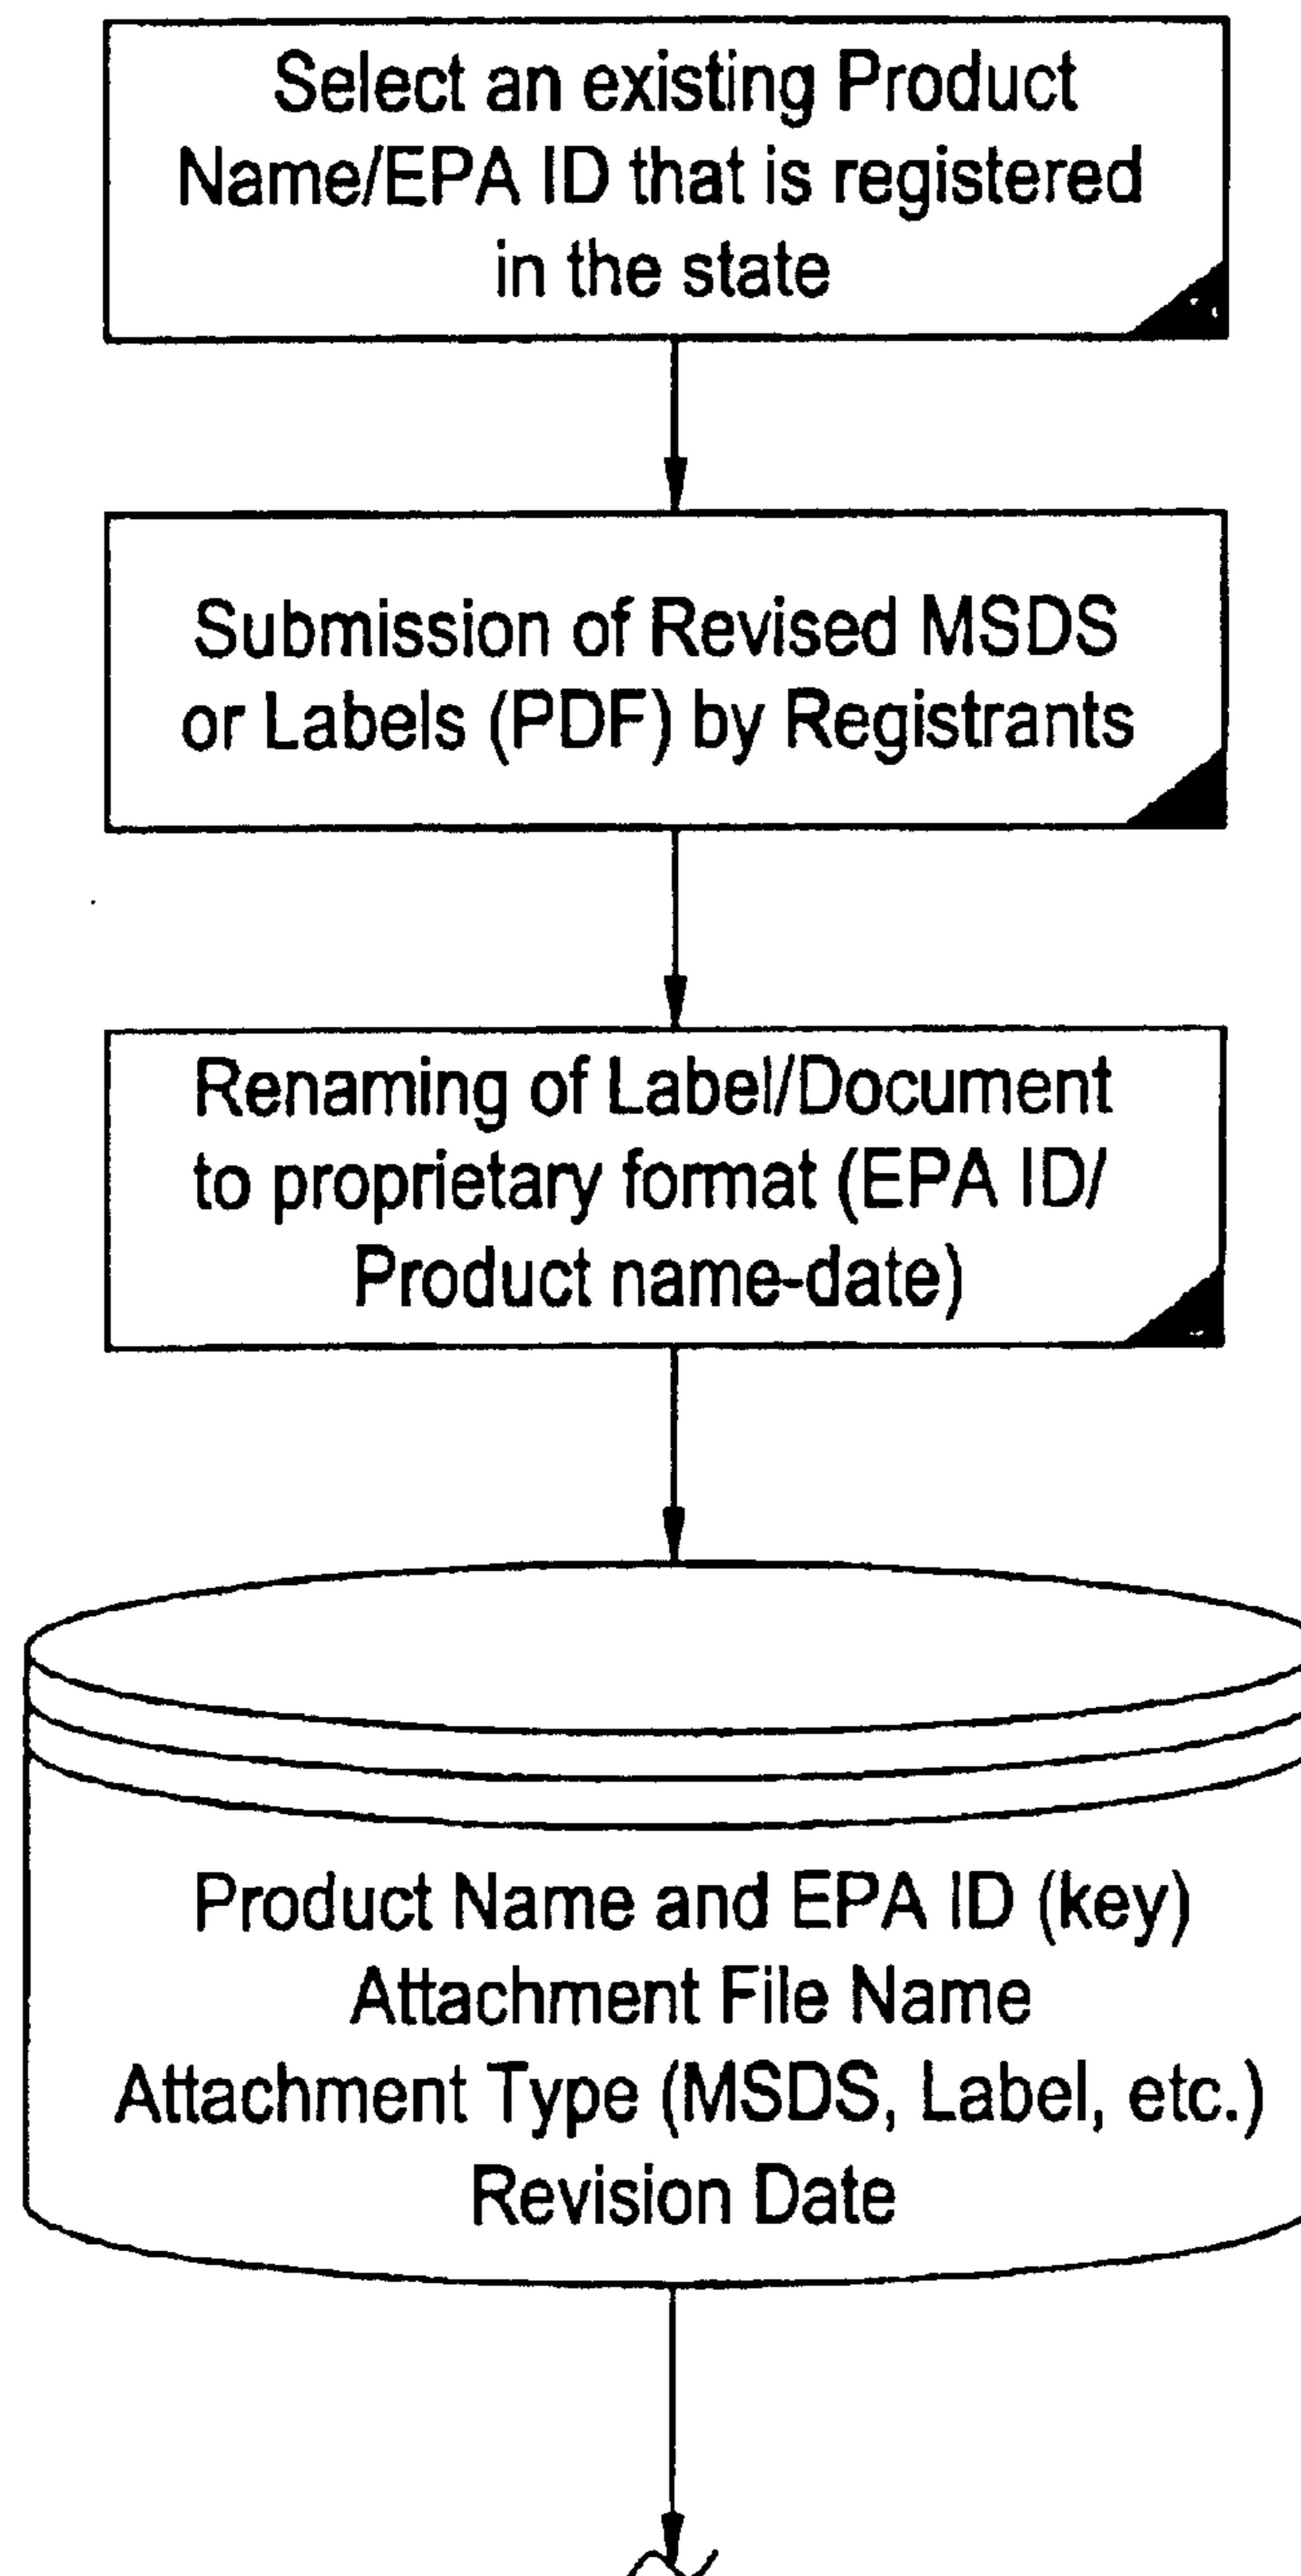 Select an existing Product
Name/EPA ID that is registered
in the state
Submission of Revised MSDS
or Labels (PDF) by Registrants
Renaming of Label/Document
to proprietary format (EPA ID/
Product name-date)
Product Name and EPA ID (key)
Attachment File Name
Attachment Type (MSDS, Label, etc.)
Revision Date